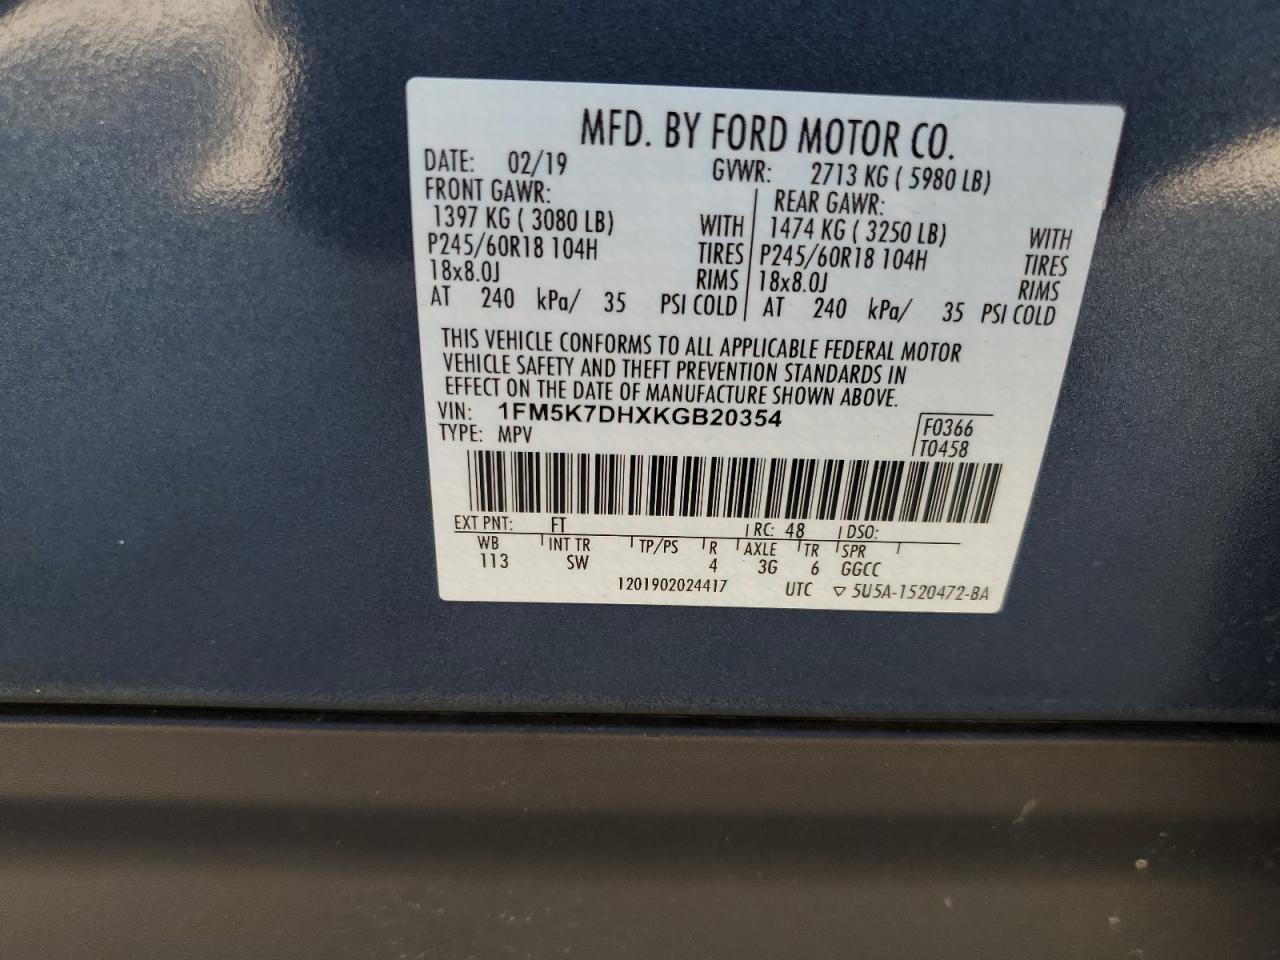 MFD. BY FORD MOTOR CO.
DATE: 02/19 GVWR: 2713 KG ( 5980 LB)
FRONT GAWR: REAR GAWR:
1397 KG ( 3080 LB) WITH 1474 KG ( 3250 LB) WITH
P245/60R18 104H TIRES P245/60R18 104H TIRES
18x8.0J RIMS 18x8.0J RIMS
AT 240 kPa/ 35 PSI COLD AT 240 kPa/ 35 PSI COLD
THIS VEHICLE CONFORMS TO ALL APPLICABLE FEDERAL MOTOR
VEHICLE SAFETY AND THEFT PREVENTION STANDARDS IN
EFFECT ON THE DATE OF MANUFACTURE SHOWN ABOVE.
VIN: 1FM5K7DHXKGB20354 F0366
TYPE: MPV T0458
EXT PNT: FT RC: 48 DSO:
WB INT TR TP/PS R AXLE TR SPR
113 SW 4 3G 6 GGCC
1201902024417 UTC ▽ 5U5A-1520472-BA